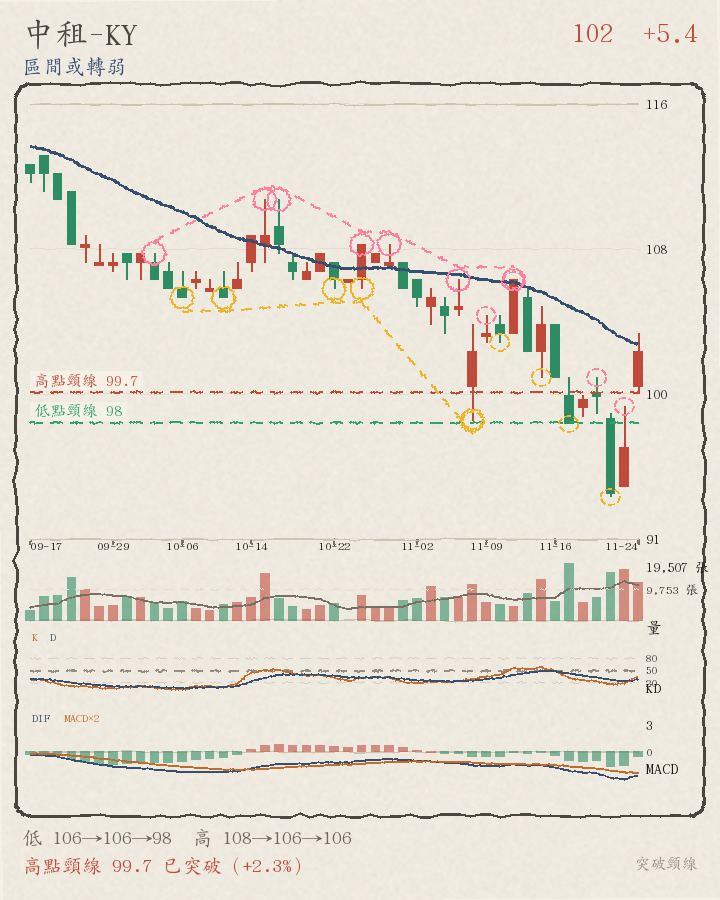 中租-KY
102 +5.4
區間或轉弱
116
108
高點頸線 99.7
100
低點頸線 98
91
09-17 09-29 10-06 10-14 10-22 11-02 11-09 11-16 11-24
19,507 張
9,753 張
量
K D
80
50
20
KD
DIF MACD×2
3
0
MACD
低 106→106→98 高 108→106→106
高點頸線 99.7 已突破 (+2.3%)
突破頸線